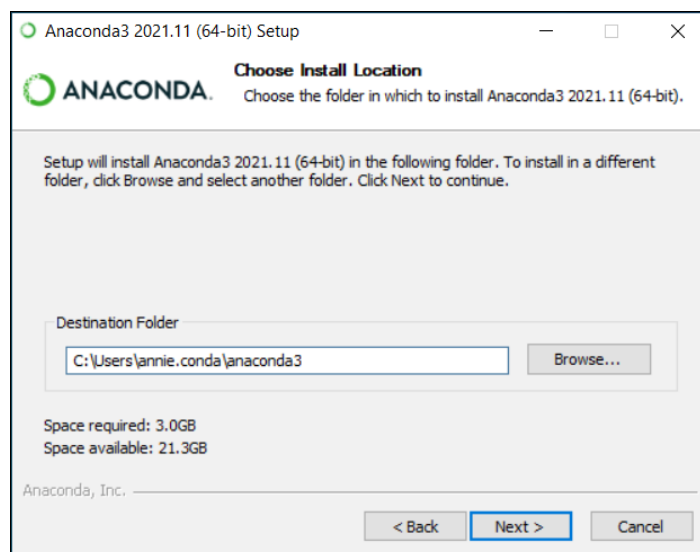 Anaconda3 2021.11 (64-bit) Setup
ANACONDA.
Choose Install Location
Choose the folder in which to install Anaconda3 2021.11 (64-bit).
Setup will install Anaconda3 2021.11 (64-bit) in the following folder. To install in a different
folder, click Browse and select another folder. Click Next to continue.
Destination Folder
C:\Users\annie.conda\anaconda3
Browse...
Space required: 3.0GB
Space available: 21.3GB
Anaconda, Inc.
< Back
Next >
Cancel